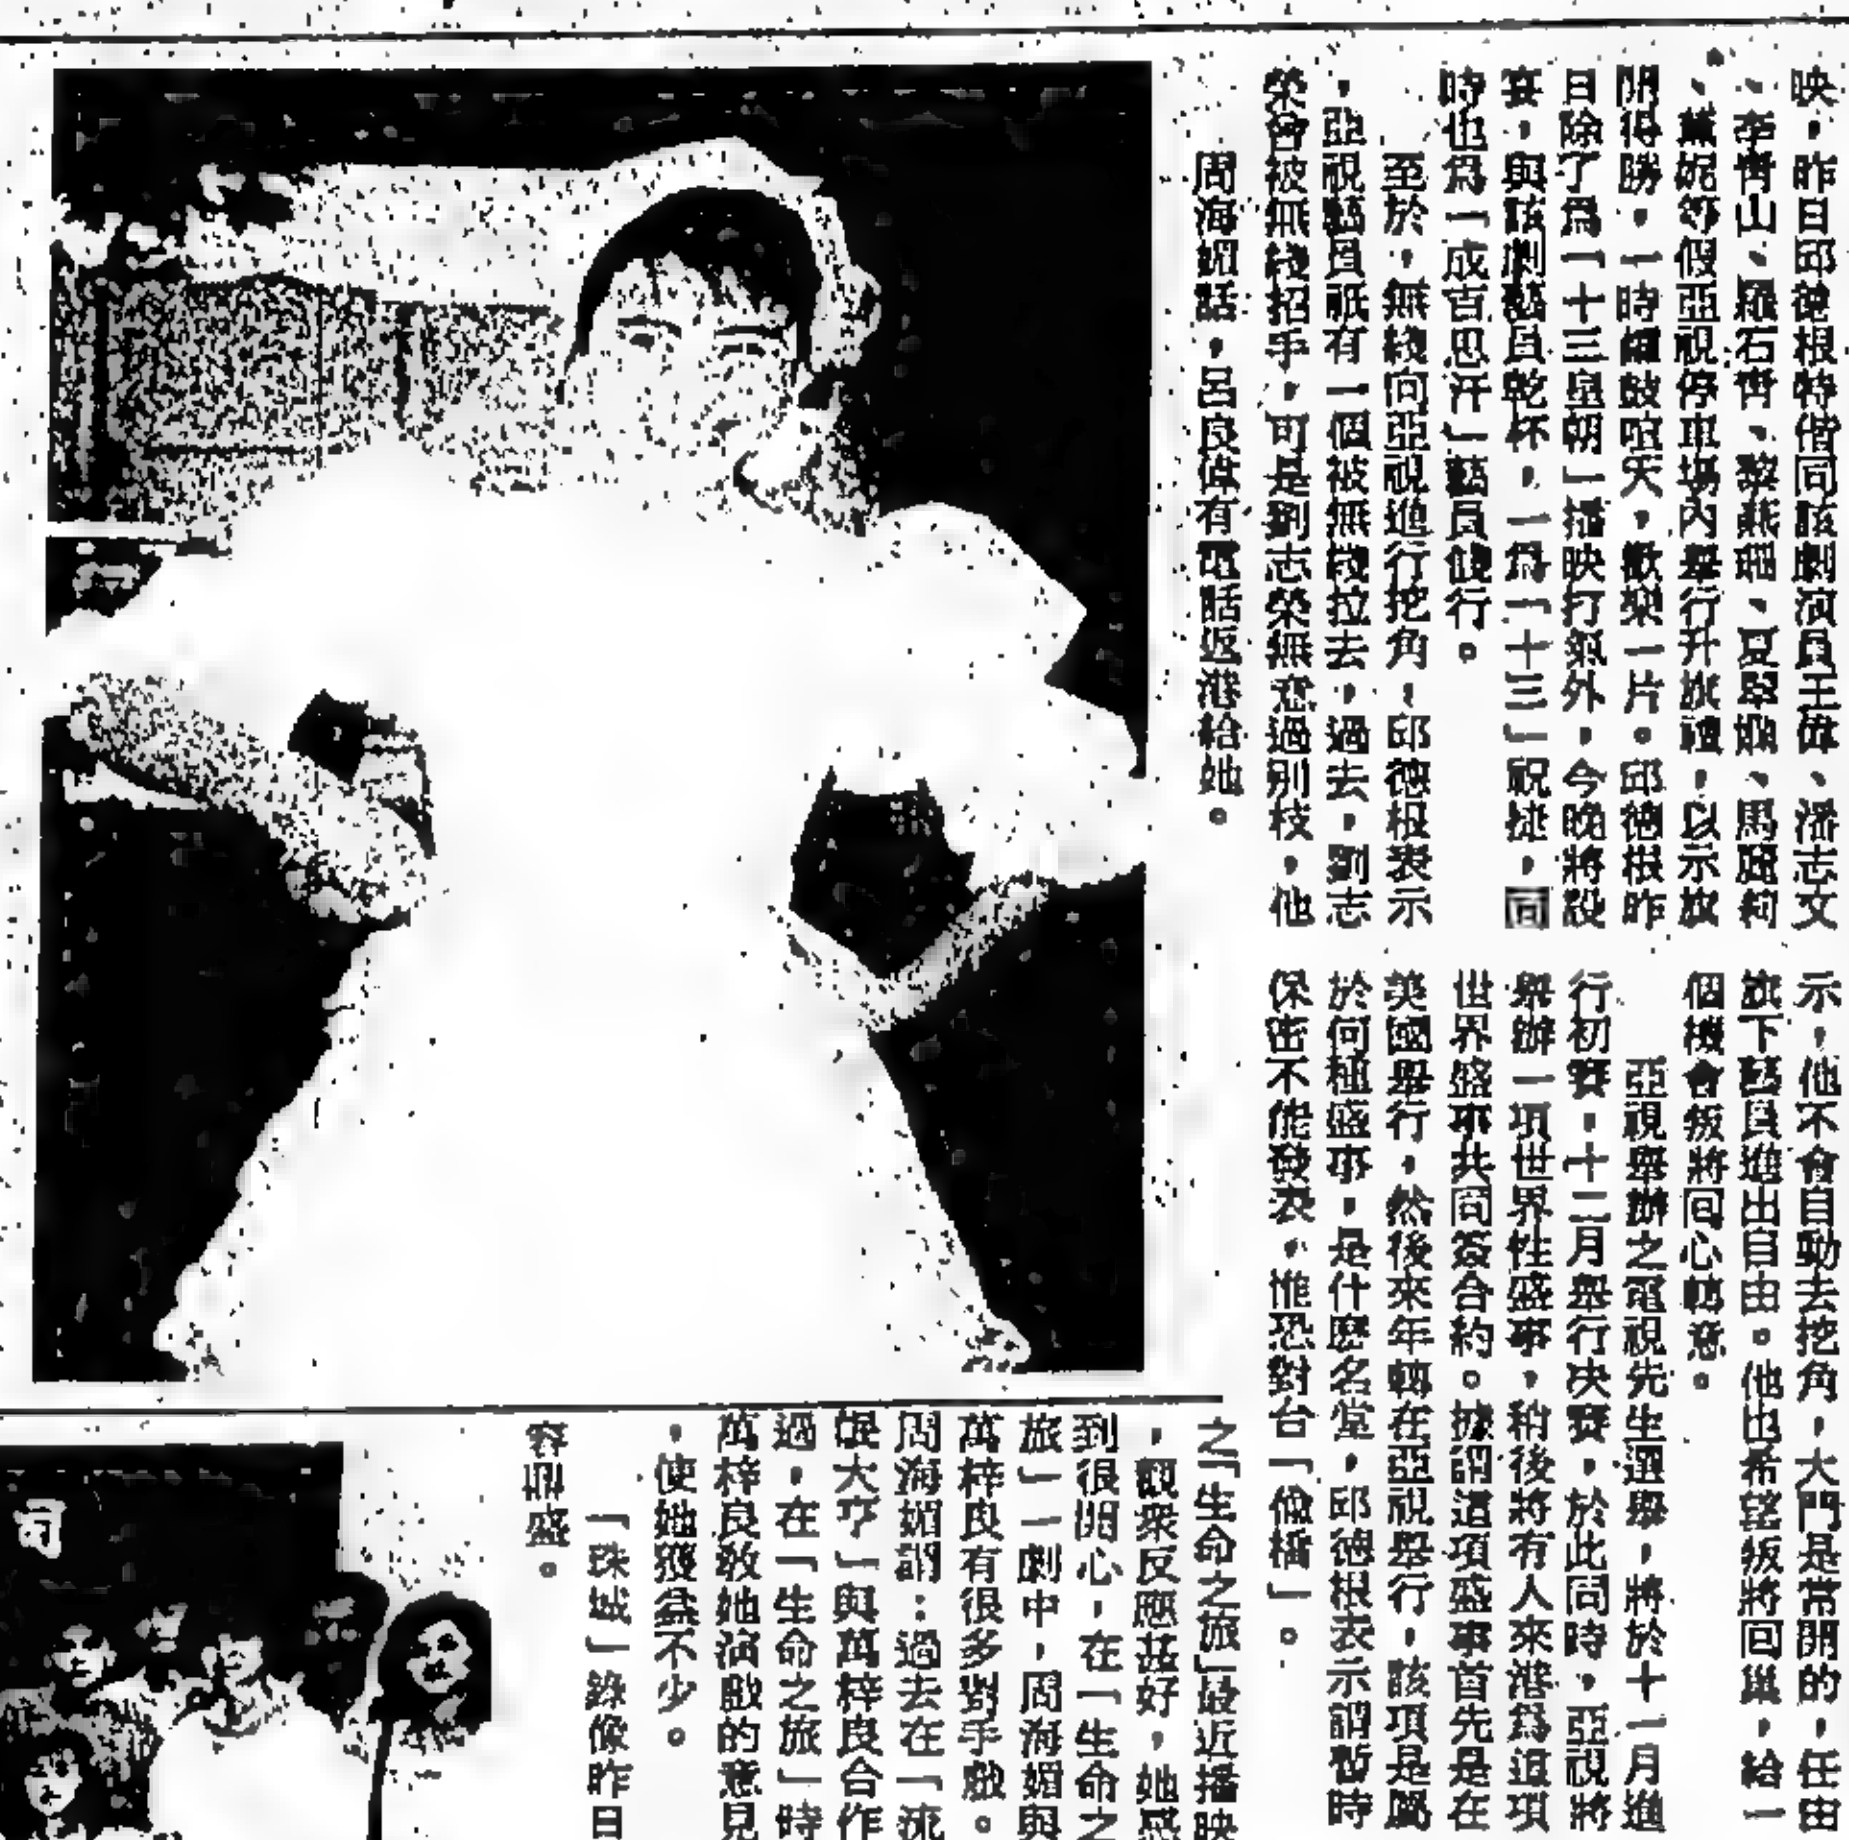 映，昨日邱德根特偕同該劇演員王偉、潘志文
、李青山、羅石青、黎燕珊、夏翠娥、馬麗莉
、黛妮等假亞視停車場內舉行升旗禮，以示旗
開得勝，一時鑼鼓喧天，歡樂一片。邱德根昨
日除了爲「十三皇朝」播映打氣外，今晚將設
宴，與該劇藝員乾杯，一爲「十三」祝捷，同
時也爲「成吉思汗」藝員餞行。
至於，無綫向亞視進行挖角，邱德根表示
，亞視藝員祇有一個被無綫拉去，過去，劉志
榮曾被無綫招手，可是劉志榮無意過別枝，他
示，他不會自動去挖角，大門是常開的，任由
旗下藝員進出自由。他也希望叛將回巢，給一
個機會叛將回心轉意。
亞視舉辦之電視先生選舉，將於十一月進
行初賽，十二月舉行决賽，於此同時，亞視將
舉辦一項世界性盛事，稍後將有人來港爲這項
世界盛事共同簽合約。據謂這項盛事首先是在
美國舉行，然後來年轉在亞視舉行，該項是屬
於何種盛事，是什麽名堂，邱德根表示謂暫時
保密不能發表，惟恐對台「偸橋」。
周海媚話，呂良偉有電話返港給她。
之「生命之旅」最近播映
，觀衆反應甚好，她感
到很開心，在「生命之
旅」一劇中，周海媚與
萬梓良有很多對手戲。
周海媚謂：過去在「流
氓大亨」與萬梓良合作
過，在「生命之旅」時
萬梓良敎她演戲的意見
，使她獲益不少。
「珠城」錄像昨日
容鼎盛。
司